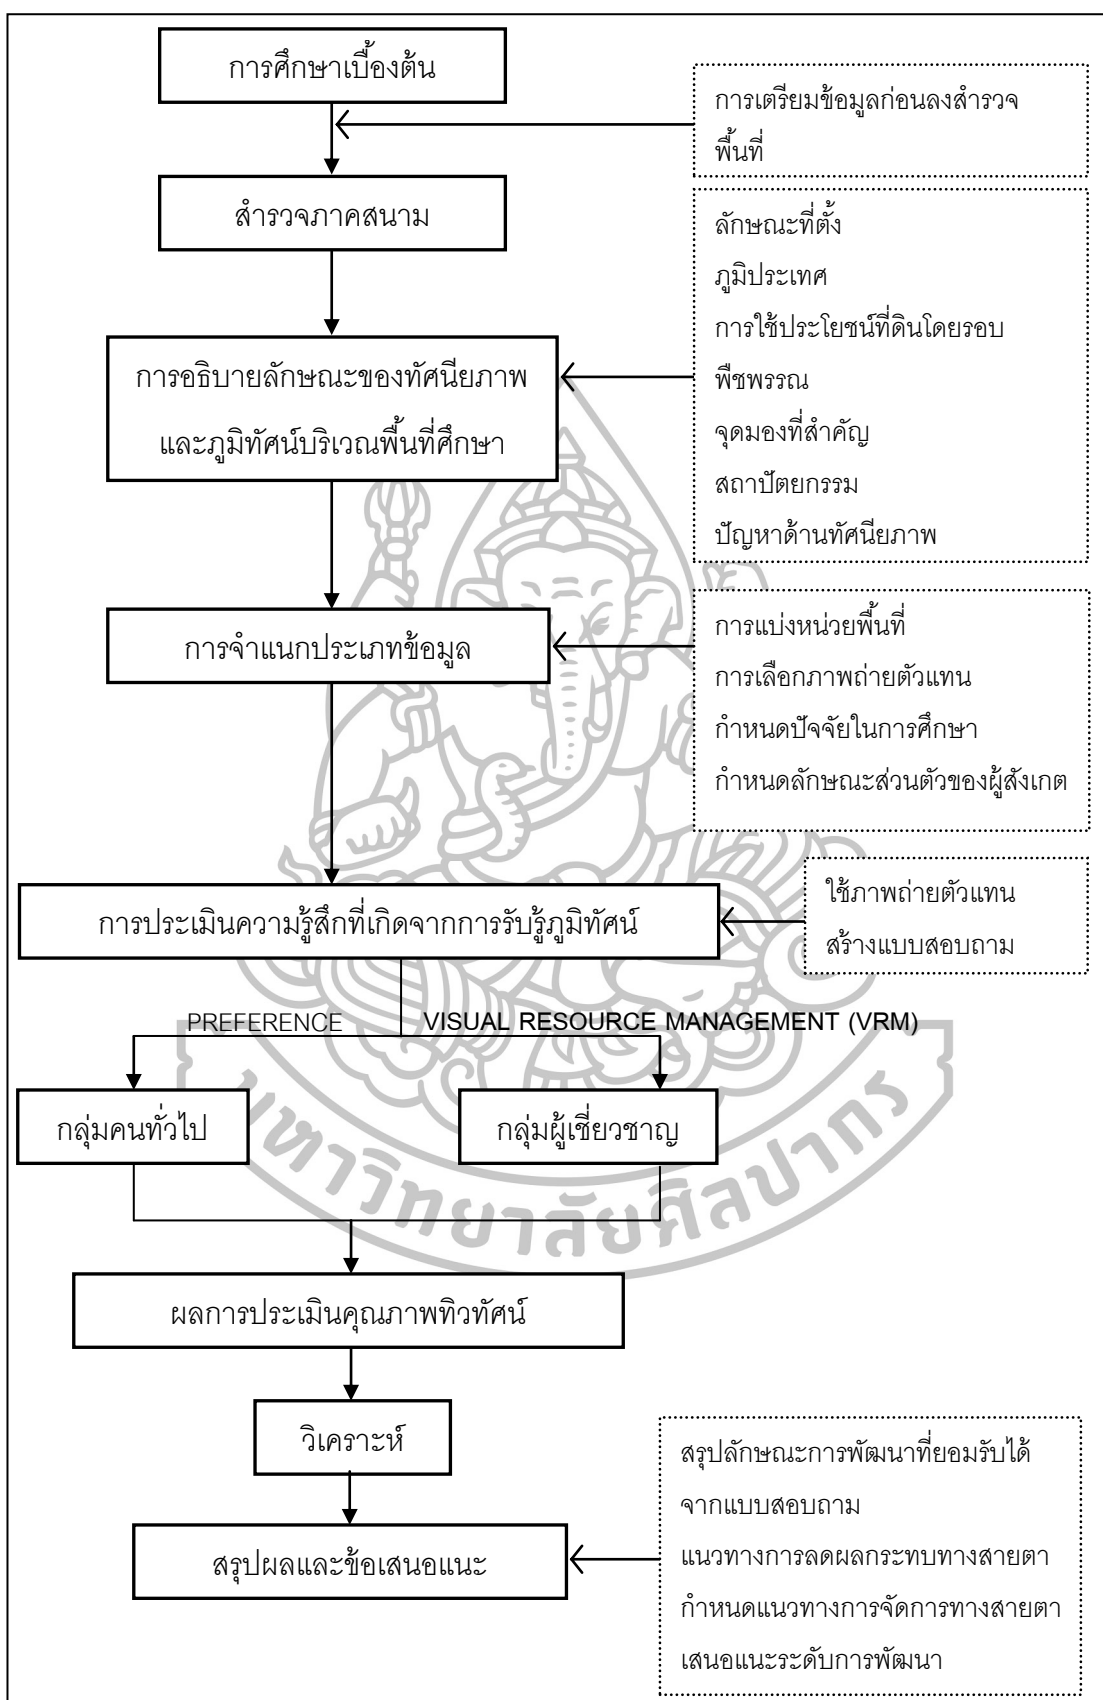 การศึกษาเบื้องต้น
การเตรียมข้อมูลก่อนลงสำรวจ
พื้นที่
สำรวจภาคสนาม
ลักษณะที่ตั้ง
ภูมิประเทศ
การใช้ประโยชน์ที่ดินโดยรอบ
พืชพรรณ
จุดมองที่สำคัญ
สถาปัตยกรรม
ปัญหาด้านทัศนียภาพ
การอธิบายลักษณะของทัศนียภาพ
และภูมิทัศน์บริเวณพื้นที่ศึกษา
การจำแนกประเภทข้อมูล
การแบ่งหน่วยพื้นที่
การเลือกภาพถ่ายตัวแทน
กำหนดปัจจัยในการศึกษา
กำหนดลักษณะส่วนตัวของผู้สังเกต
การประเมินความรู้สึกที่เกิดจากการรับรู้ภูมิทัศน์
ใช้ภาพถ่ายตัวแทน
สร้างแบบสอบถาม
PREFERENCE
VISUAL RESOURCE MANAGEMENT (VRM)
กลุ่มคนทั่วไป
กลุ่มผู้เชี่ยวชาญ
มหาวิทยาลัยศิลปากร
ผลการประเมินคุณภาพทิวทัศน์
วิเคราะห์
สรุปผลและข้อเสนอแนะ
สรุปลักษณะการพัฒนาที่ยอมรับได้
จากแบบสอบถาม
แนวทางการลดผลกระทบทางสายตา
กำหนดแนวทางการจัดการทางสายตา
เสนอแนะระดับการพัฒนา